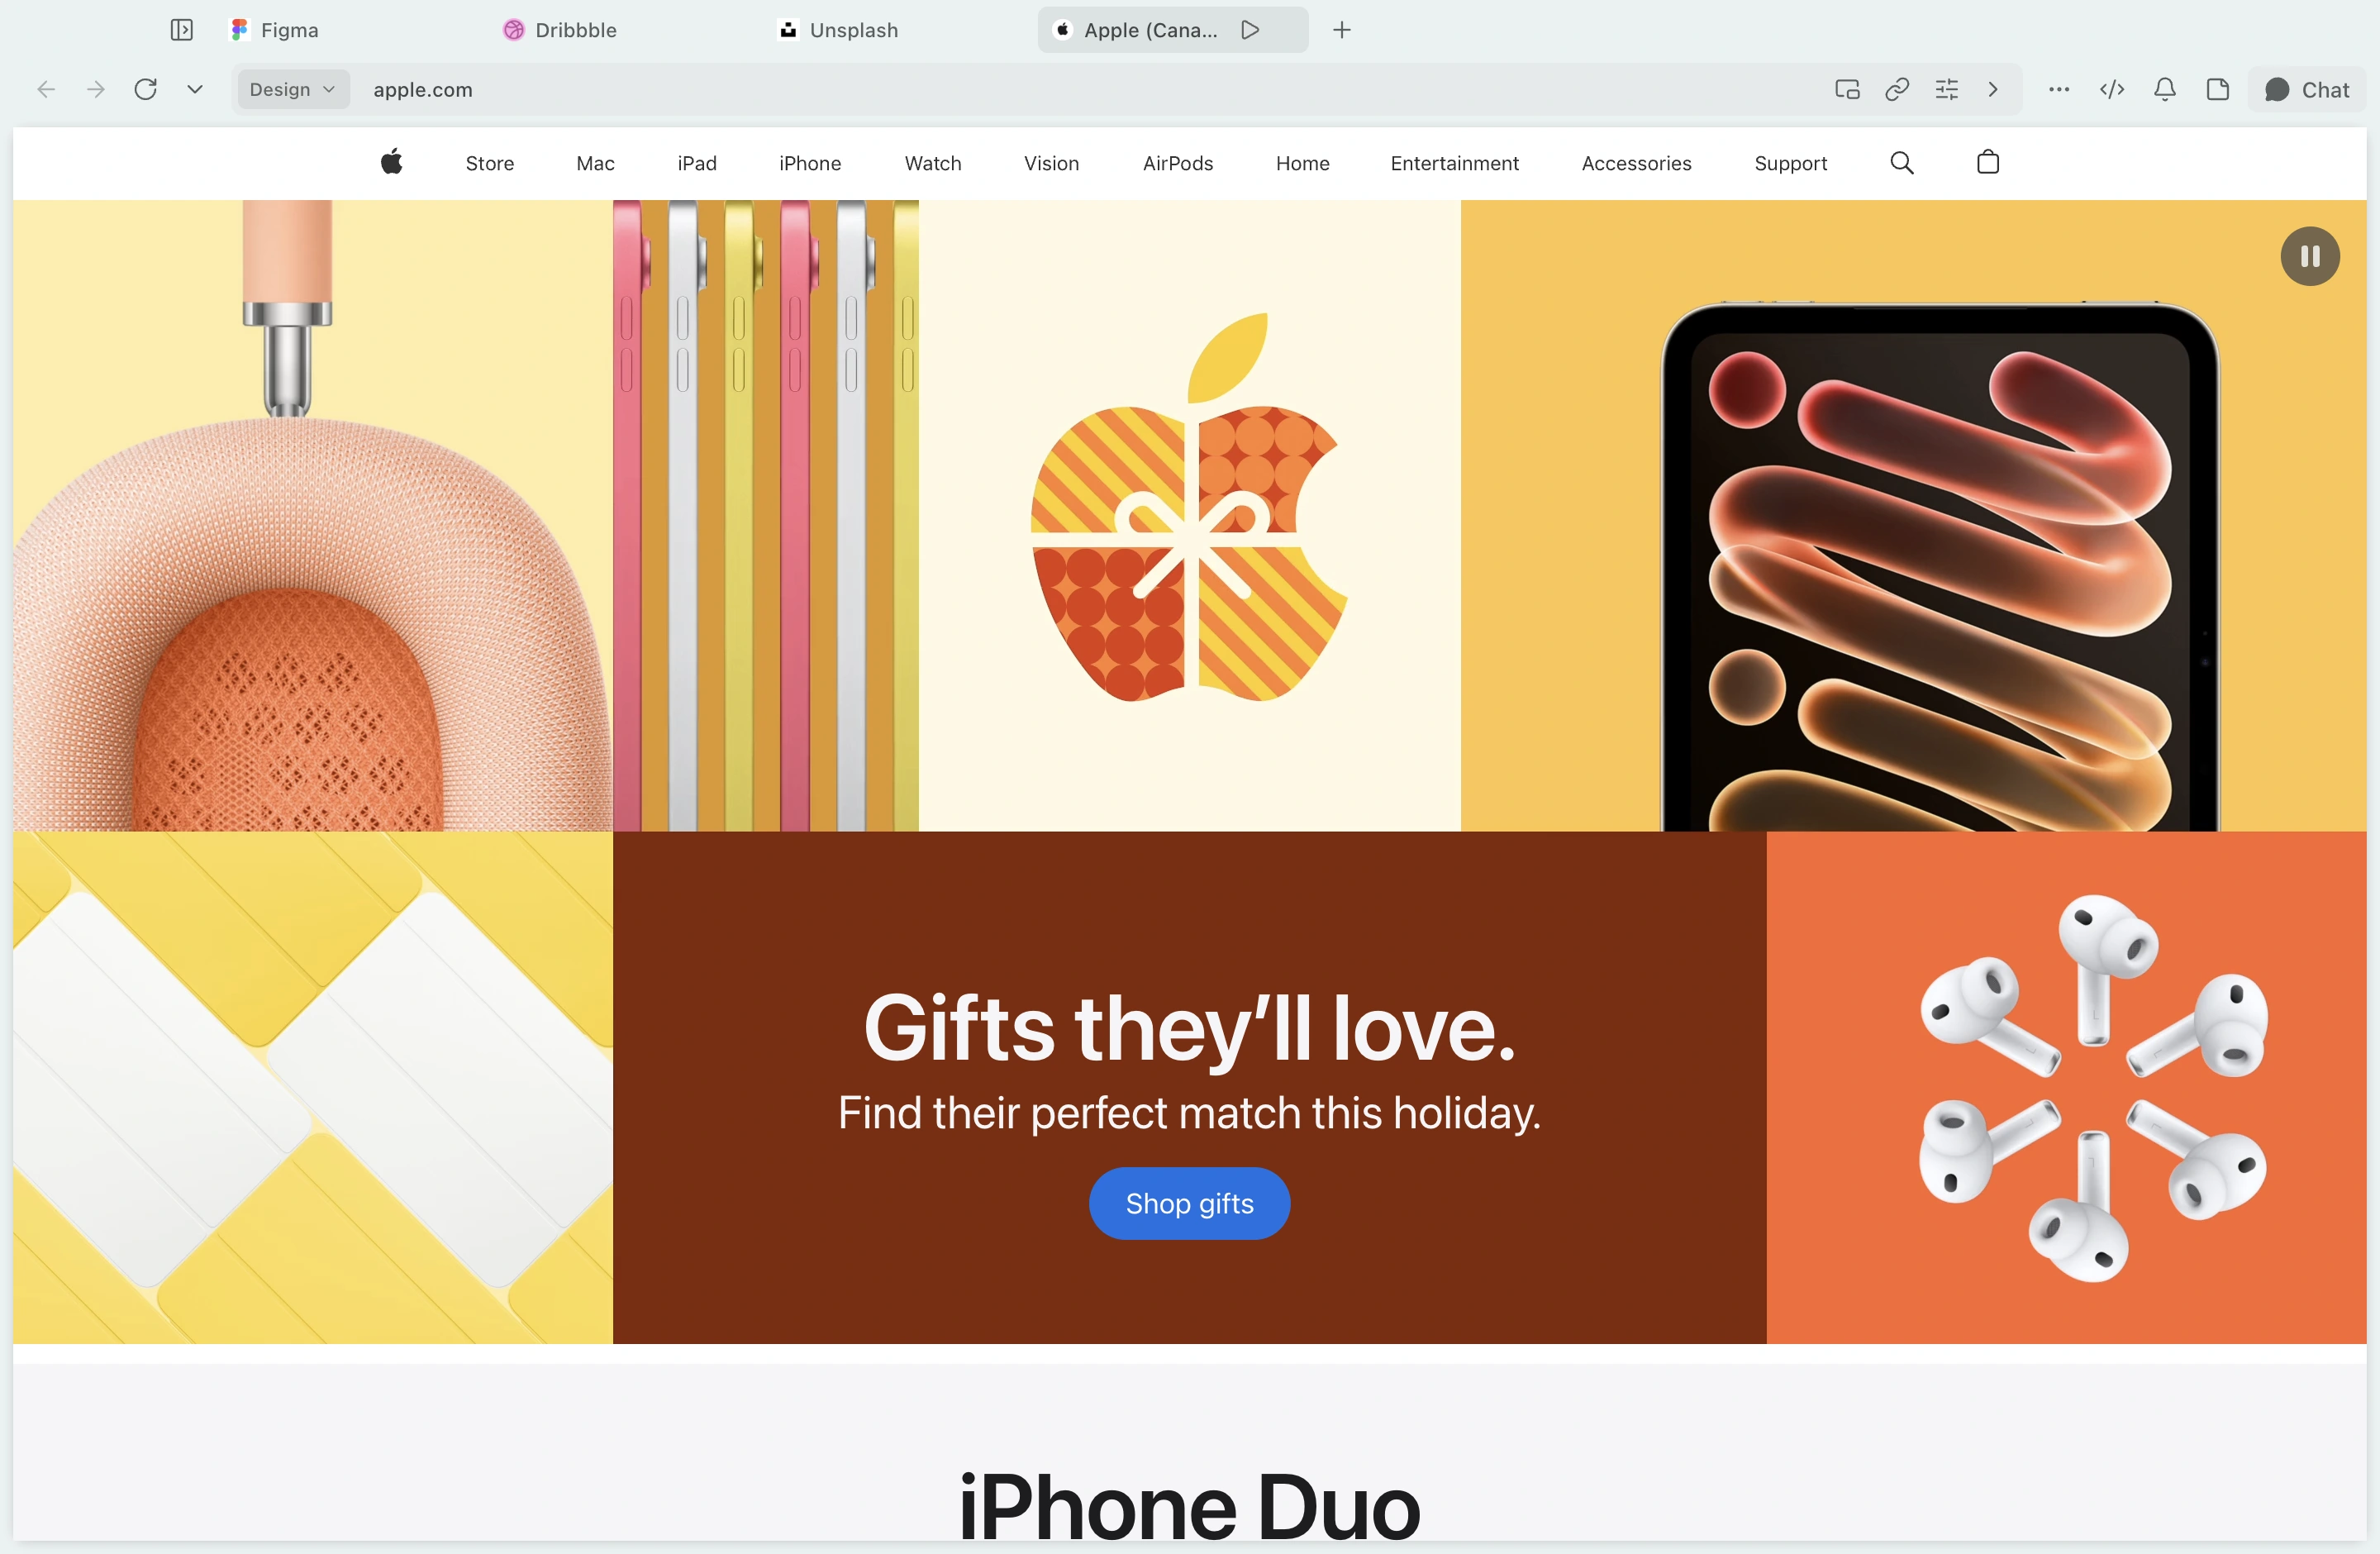 Figma
Dribbble
Unsplash
Apple (Cana...
Design
apple.com
Chat
Store
Mac
iPad
iPhone
Watch
Vision
AirPods
Home
Entertainment
Accessories
Support
Gifts they’ll love.
Find their perfect match this holiday.
Shop gifts
iPhone Duo